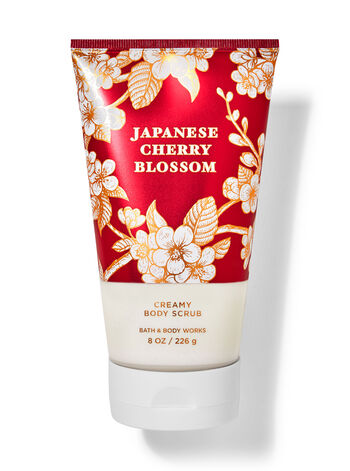 JAPANESE
CHERRY
BLOSSOM
CREAMY
BODY SCRUB
BATH & BODY WORKS
8 OZ / 226 g